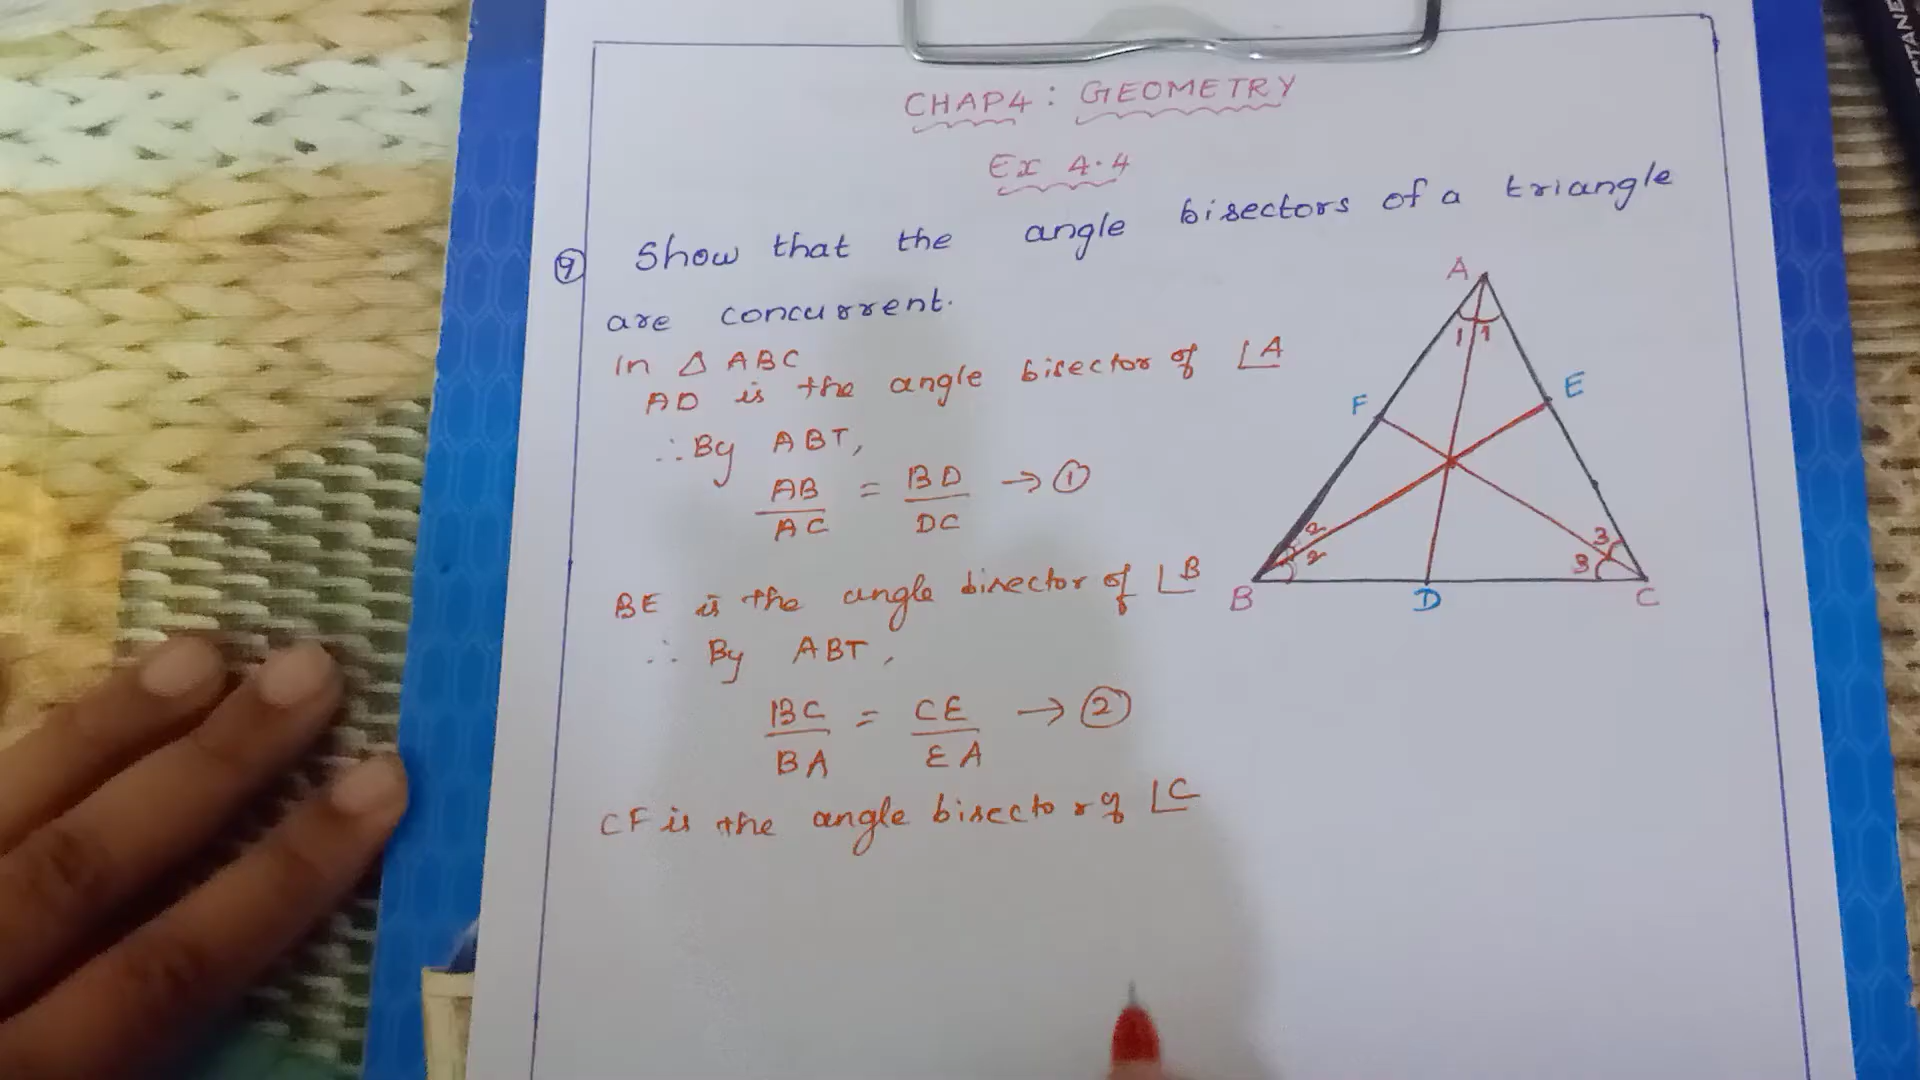 CHAP4: GEOMETRY
Ex 4.4
9 Show that the angle bisectors of a triangle
are concurrent.
In Δ ABC
AD is the angle bisector of ∠A
∴ By ABT,
AB/AC = BD/DC → ①
BE is the angle bisector of ∠B
∴ By ABT,
BC/BA = CE/EA → ②
CF is the angle bisector of ∠C
A
1 1
F E
2 3
2 3
B D C